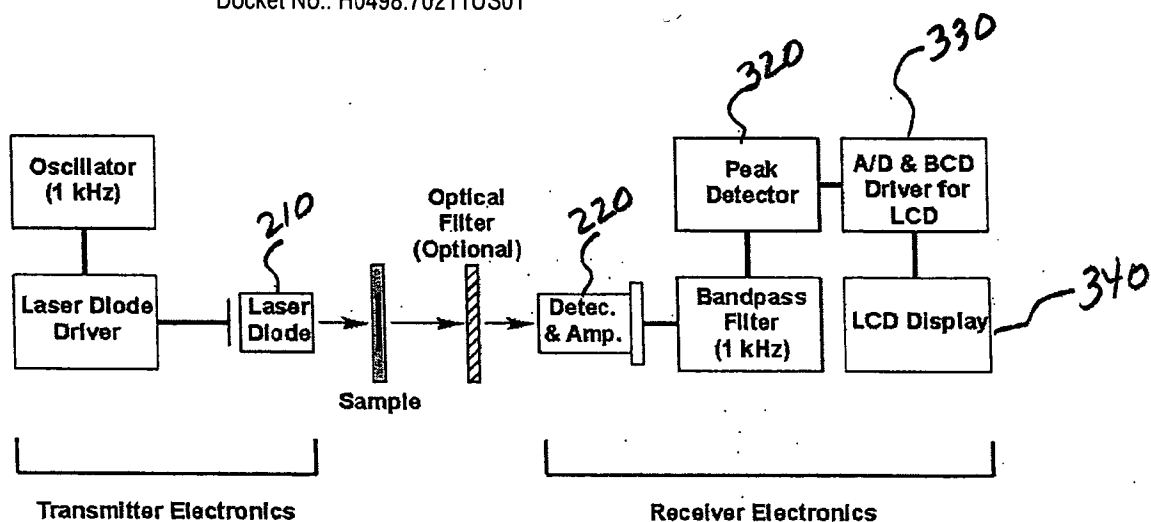 Docket No.: H0498.70211US01
320
330
Oscillator
(1 kHz)
210
Optical
Filter
(Optional)
220
Peak
Detector
A/D & BCD
Driver for
LCD
Laser Diode
Driver
Laser
Diode
Detec.
& Amp.
Bandpass
Filter
(1 kHz)
LCD Display
340
Sample
Transmitter Electronics
Receiver Electronics